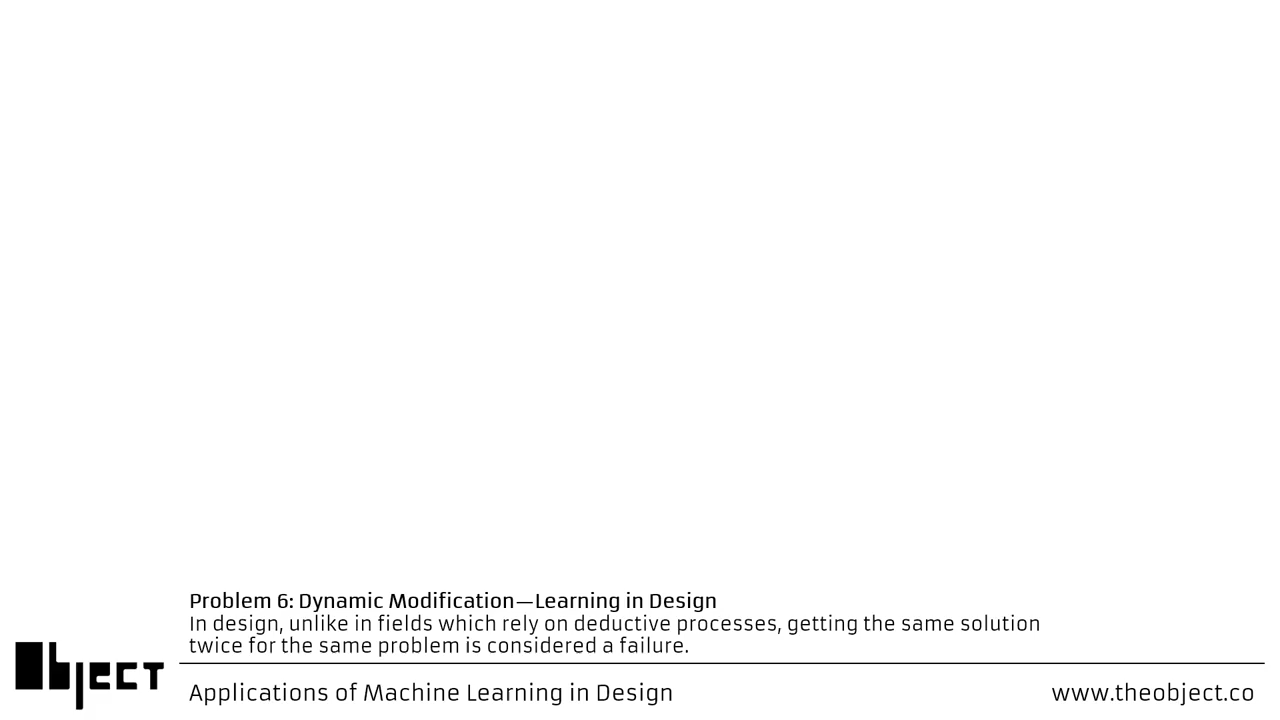 Problem 6: Dynamic Modification—Learning in Design
In design, unlike in fields which rely on deductive processes, getting the same solution
twice for the same problem is considered a failure.
Object
Applications of Machine Learning in Design
www.theobject.co